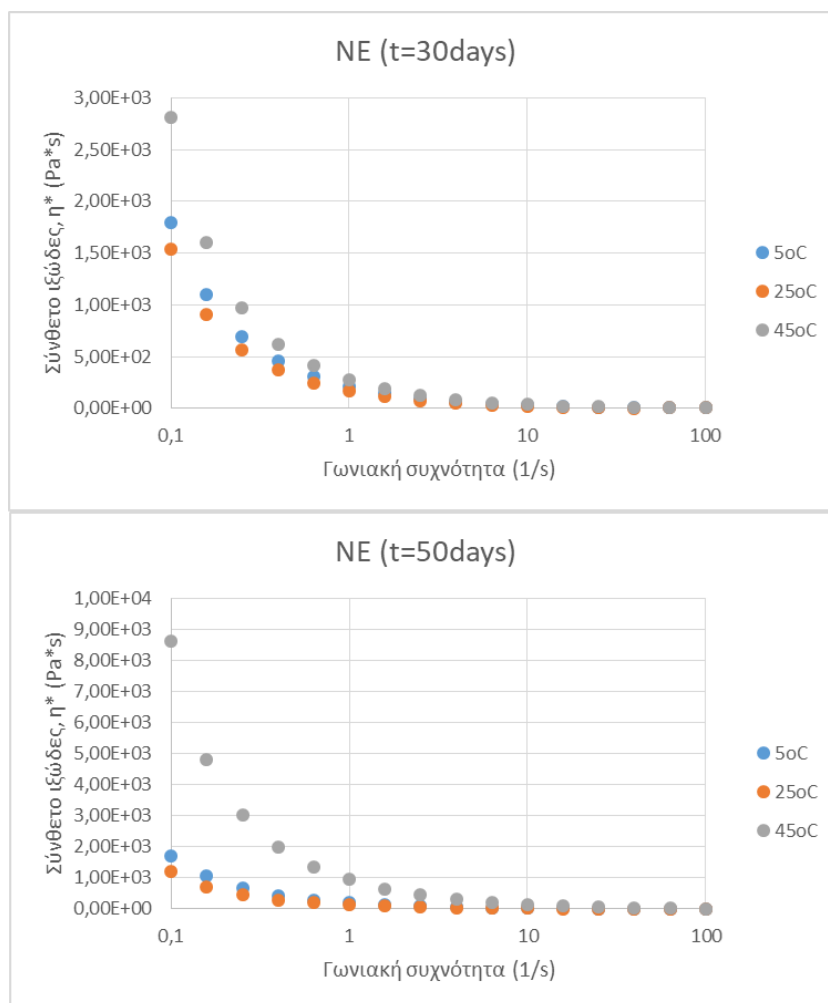 NE (t=30days)
Σύνθετο ιξώδες, η* (Pa*s)
3,00E+03
2,50E+03
2,00E+03
1,50E+03
1,00E+03
5,00E+02
0,00E+00
0,1
1
10
100
Γωνιακή συχνότητα (1/s)
5oC
25oC
45oC
NE (t=50days)
Σύνθετο ιξώδες, η* (Pa*s)
1,00E+04
9,00E+03
8,00E+03
7,00E+03
6,00E+03
5,00E+03
4,00E+03
3,00E+03
2,00E+03
1,00E+03
0,00E+00
0,1
1
10
100
Γωνιακή συχνότητα (1/s)
5oC
25oC
45oC